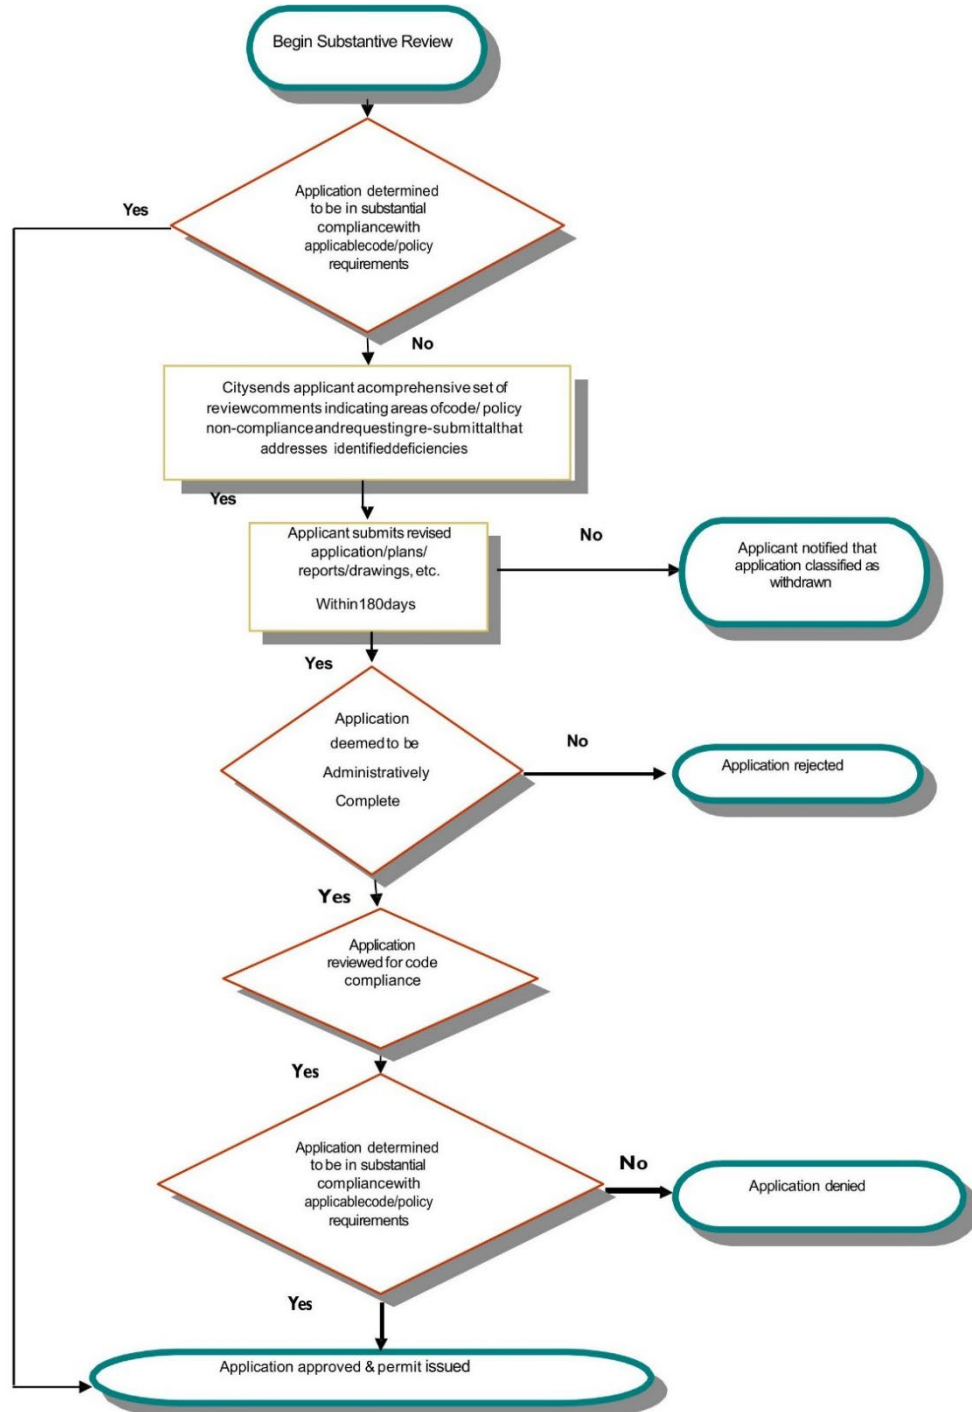 Begin Substantive Review
Application determined
to be in substantial
compliancewith
applicablecode/policy
requirements
Yes
No
Citysends applicant acomprehensive set of
reviewcomments indicating areas ofcode/ policy
non-complianceandrequestingre-submittalthat
addresses identifieddeficiencies
Yes
Applicant submits revised
application/plans/
reports/drawings, etc.
Within180days
No
Applicant notified that
application classified as
withdrawn
Yes
Application
deemed to be
Administratively
Complete
No
Application rejected
Yes
Application
reviewed for code
compliance
Yes
Application determined
to be in substantial
compliancewith
applicablecode/policy
requirements
No
Application denied
Yes
Application approved & permit issued